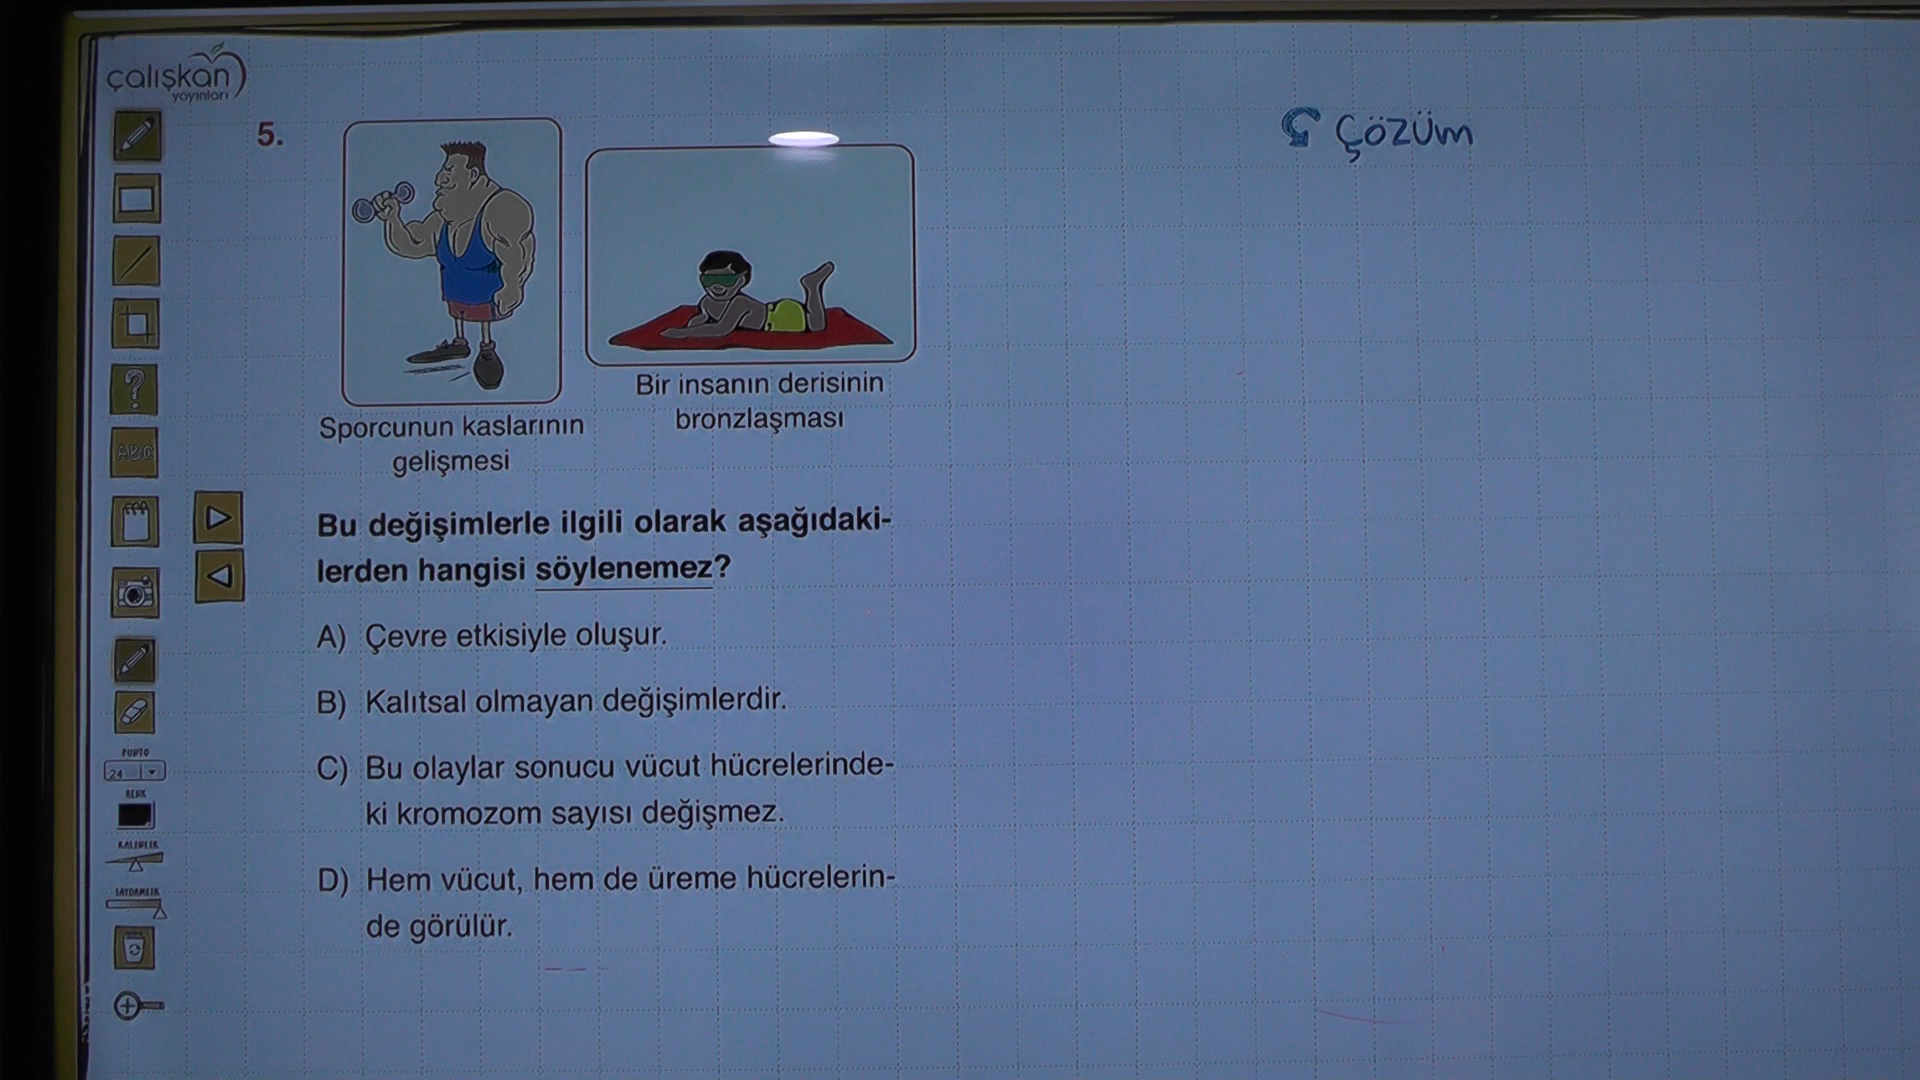 çalışkan
yayınları
5.
Çözüm
Sporcunun kaslarının
gelişmesi
Bir insanın derisinin
bronzlaşması
Bu değişimlerle ilgili olarak aşağıdaki-
lerden hangisi söylenemez?
A) Çevre etkisiyle oluşur.
B) Kalıtsal olmayan değişimlerdir.
C) Bu olaylar sonucu vücut hücrelerinde-
ki kromozom sayısı değişmez.
D) Hem vücut, hem de üreme hücrelerin-
de görülür.
ABC
PUNTO
24
RENK
KALINLIK
SAYDAMLIK